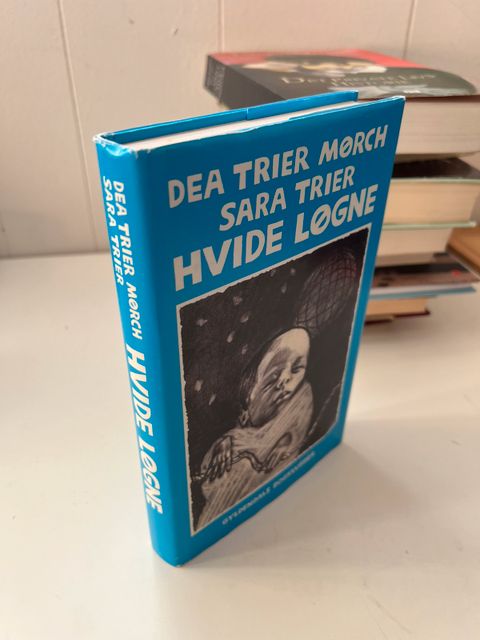 DEA TRIER MØRCH
SARA TRIER
HVIDE LØGNE
GYLDENDALS BOGKLUBBER
DEA TRIER MØRCH
SARA TRIER
HVIDE LØGNE